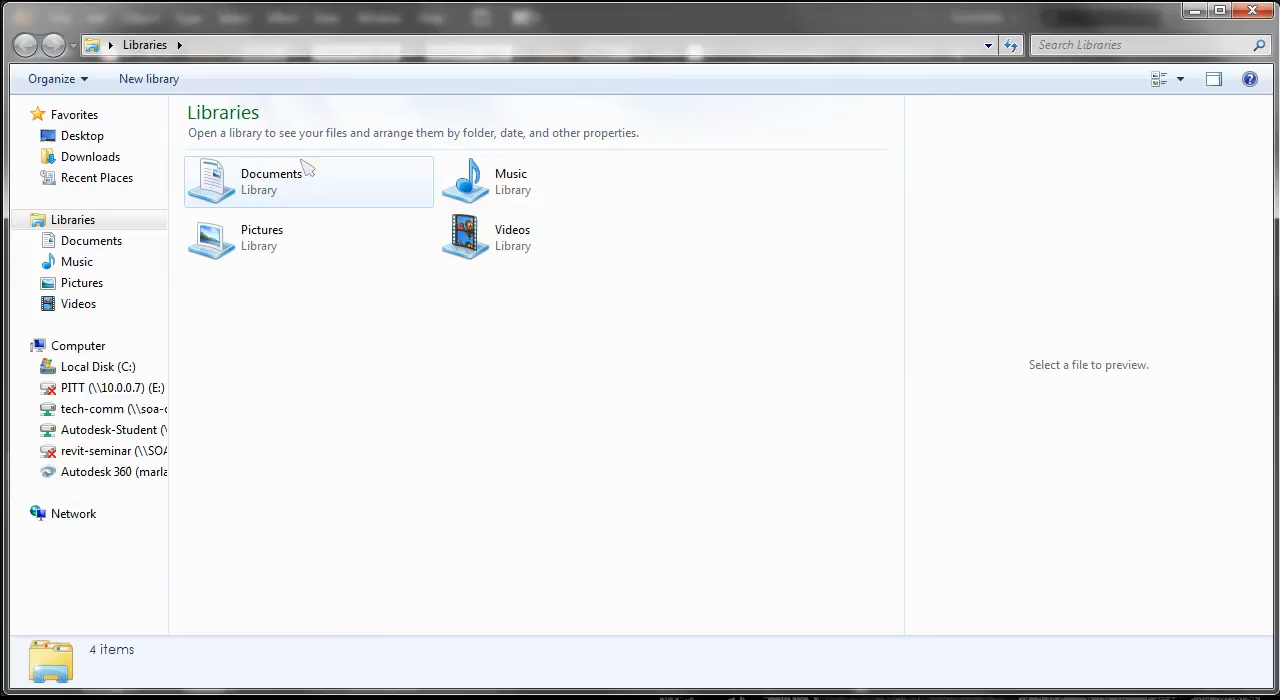 Libraries
Search Libraries
Organize
New library
Favorites
Desktop
Downloads
Recent Places
Libraries
Documents
Music
Pictures
Videos
Computer
Local Disk (C:)
PITT (\\10.0.0.7) (E:)
tech-comm (\\soa-c
Autodesk-Student (\
revit-seminar (\\SOA
Autodesk 360 (marla
Network
Libraries
Open a library to see your files and arrange them by folder, date, and other properties.
Documents
Library
Music
Library
Pictures
Library
Videos
Library
Select a file to preview.
4 items